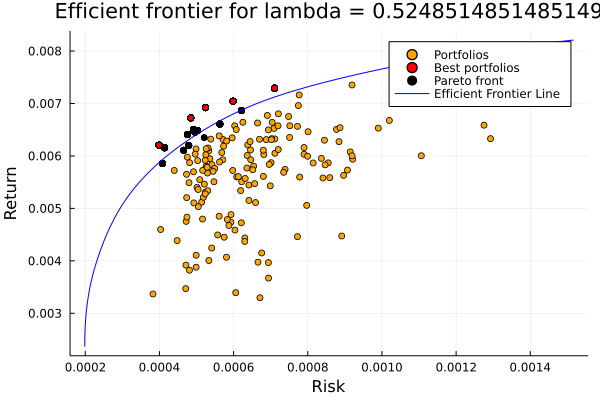 Efficient frontier for lambda = 0.5248514851485149
0.008
0.007
0.006
0.005
0.004
0.003
Return
Portfolios
Best portfolios
Pareto front
Efficient Frontier Line
0.0002
0.0004
0.0006
0.0008
0.0010
0.0012
0.0014
Risk